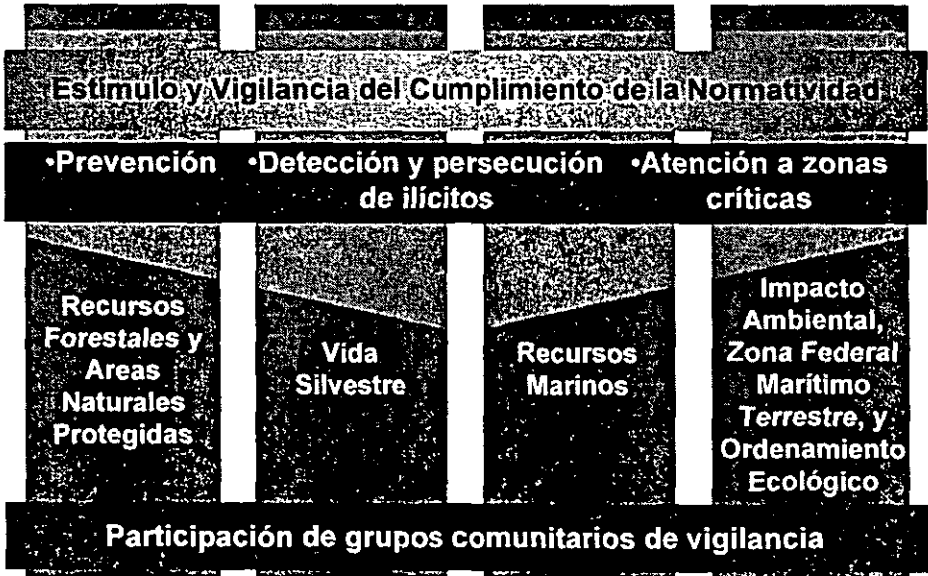 Estímulo y Vigilancia del Cumplimiento de la Normatividad
•Prevención •Detección y persecución •Atención a zonas
de ilícitos críticas
Recursos
Forestales y
Areas
Naturales
Protegidas
Vida
Silvestre
Recursos
Marinos
Impacto
Ambiental,
Zona Federal
Marítimo
Terrestre, y
Ordenamiento
Ecológico
Participación de grupos comunitarios de vigilancia